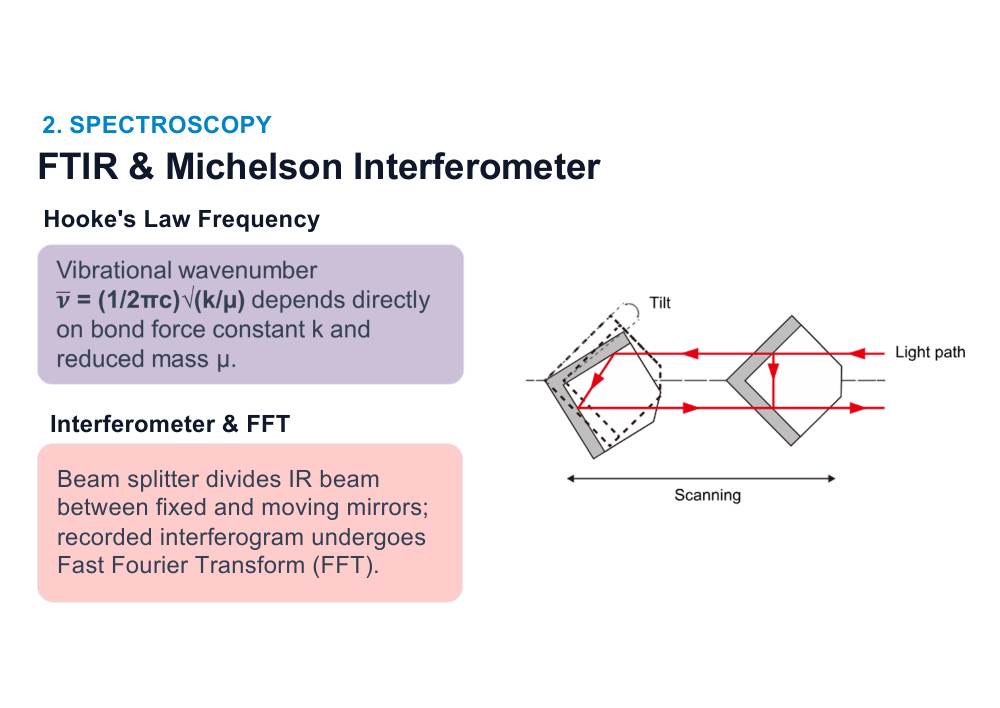 2. SPECTROSCOPY
FTIR & Michelson Interferometer
Hooke's Law Frequency
Vibrational wavenumber
ν̅ = (1/2πc)√(k/μ) depends directly
on bond force constant k and
reduced mass μ.
Interferometer & FFT
Beam splitter divides IR beam
between fixed and moving mirrors;
recorded interferogram undergoes
Fast Fourier Transform (FFT).
Tilt
Light path
Scanning